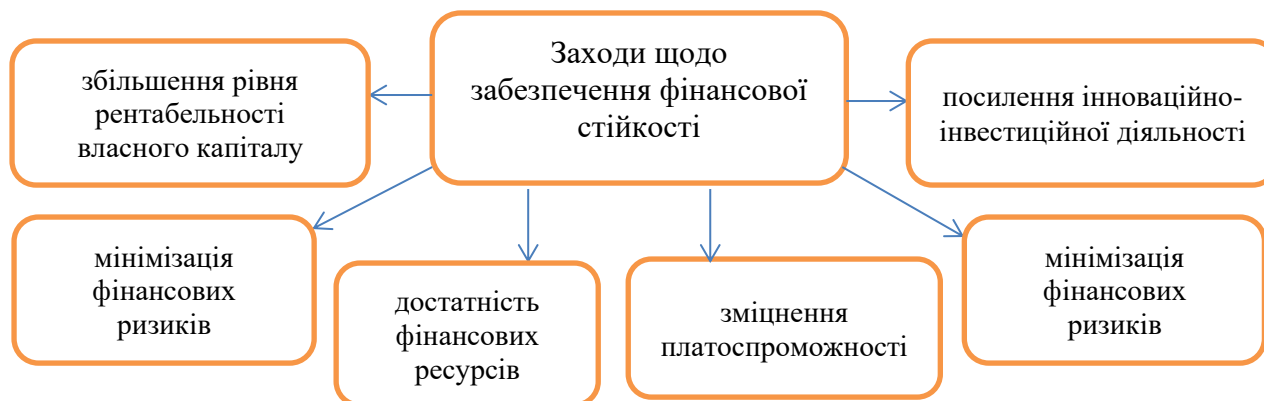 Заходи щодо
забезпечення фінансової
стійкості
збільшення рівня
рентабельності
власного капіталу
посилення інноваційно-
інвестиційної діяльності
мінімізація
фінансових
ризиків
достатність
фінансових
ресурсів
зміцнення
платоспроможності
мінімізація
фінансових
ризиків